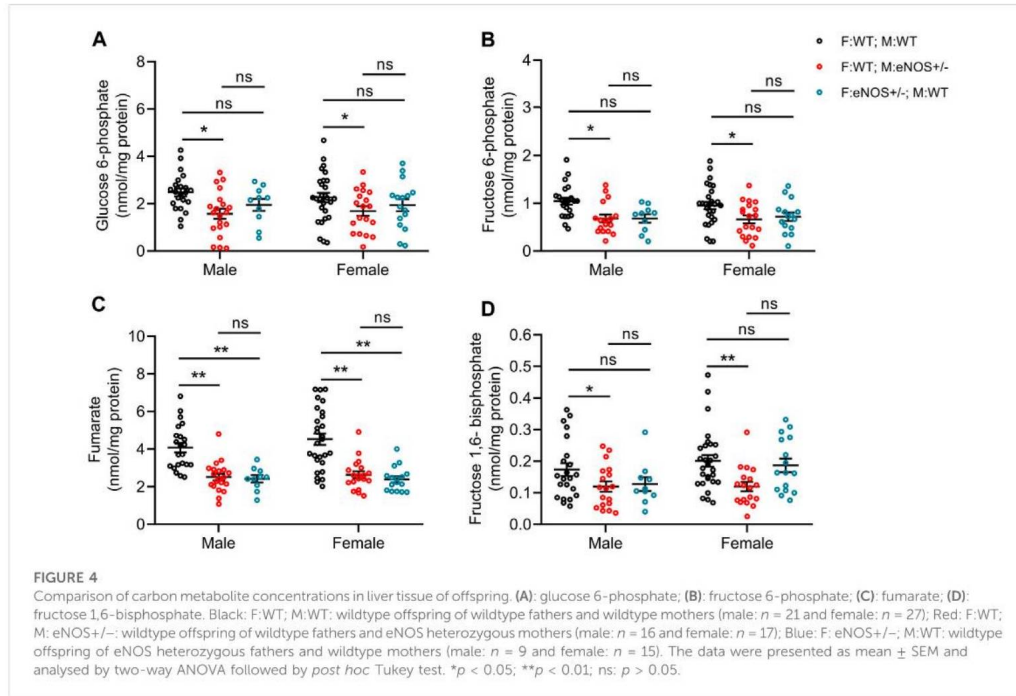 A
Glucose 6-phosphate
(nmol/mg protein)
8
6
4
2
0
ns
ns
*
ns
ns
*
Male
Female
B
Fructose 6-phosphate
(nmol/mg protein)
4
3
2
1
0
ns
ns
*
ns
ns
*
Male
Female
F:WT; M:WT
F:WT; M:eNOS+/-
F:eNOS+/-; M:WT
C
Fumarate
(nmol/mg protein)
10
8
6
4
2
0
ns
**
**
ns
**
**
Male
Female
D
Fructose 1,6- bisphosphate
(nmol/mg protein)
0.6
0.5
0.4
0.3
0.2
0.1
0.0
ns
ns
*
ns
ns
**
Male
Female
FIGURE 4
Comparison of carbon metabolite concentrations in liver tissue of offspring. (A): glucose 6-phosphate; (B): fructose 6-phosphate; (C): fumarate; (D):
fructose 1,6-bisphosphate. Black: F:WT; M:WT: wildtype offspring of wildtype fathers and wildtype mothers (male: n = 21 and female: n = 27); Red: F:WT;
M: eNOS+/−: wildtype offspring of wildtype fathers and eNOS heterozygous mothers (male: n = 16 and female: n = 17); Blue: F: eNOS+/−; M:WT: wildtype
offspring of eNOS heterozygous fathers and wildtype mothers (male: n = 9 and female: n = 15). The data were presented as mean ± SEM and
analysed by two-way ANOVA followed by post hoc Tukey test. *p < 0.05; **p < 0.01; ns: p > 0.05.